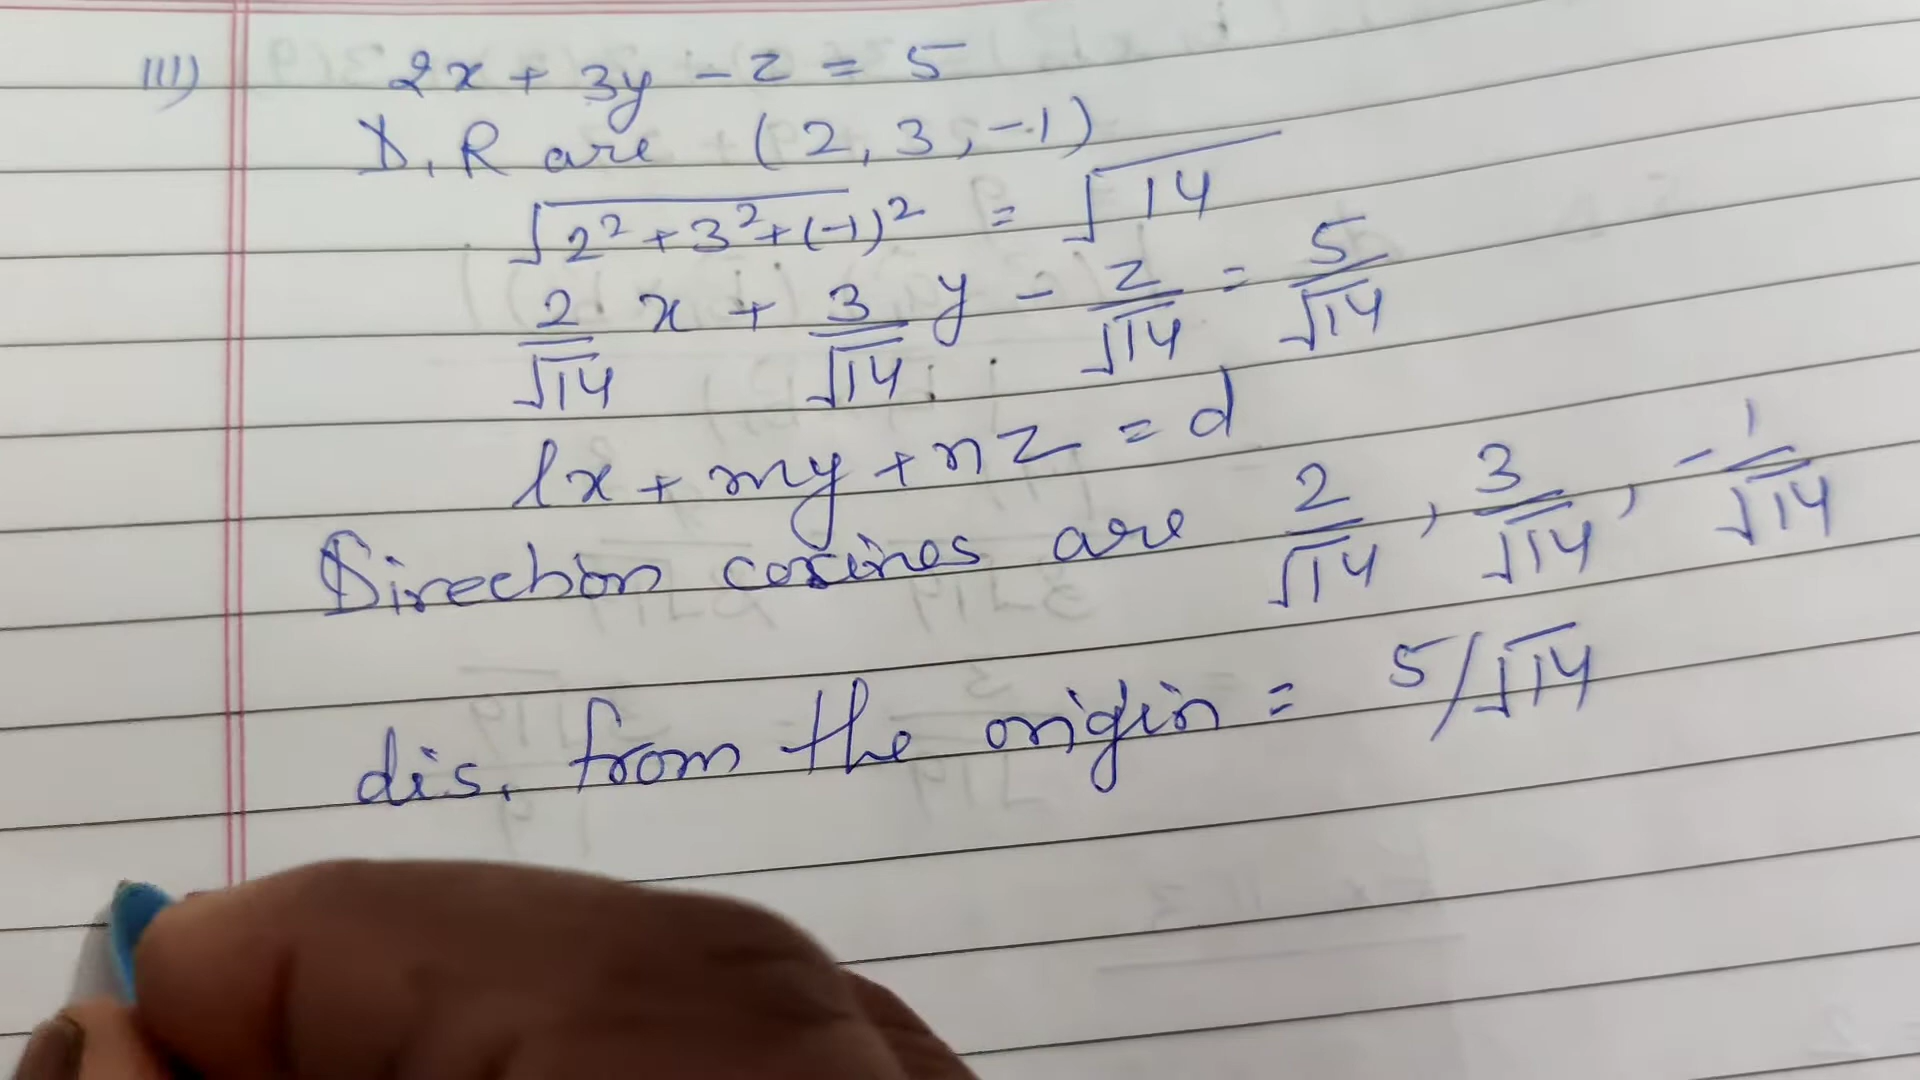 III) 2x + 3y - z = 5
D.R are (2, 3, -1)
√2² + 3² + (-1)² = √14
2/√14 x + 3/√14 y - z/√14 = 5/√14
lx + my + nz = d
Direction cosines are 2/√14, 3/√14, -1/√14
dis. from the origin = 5/√14